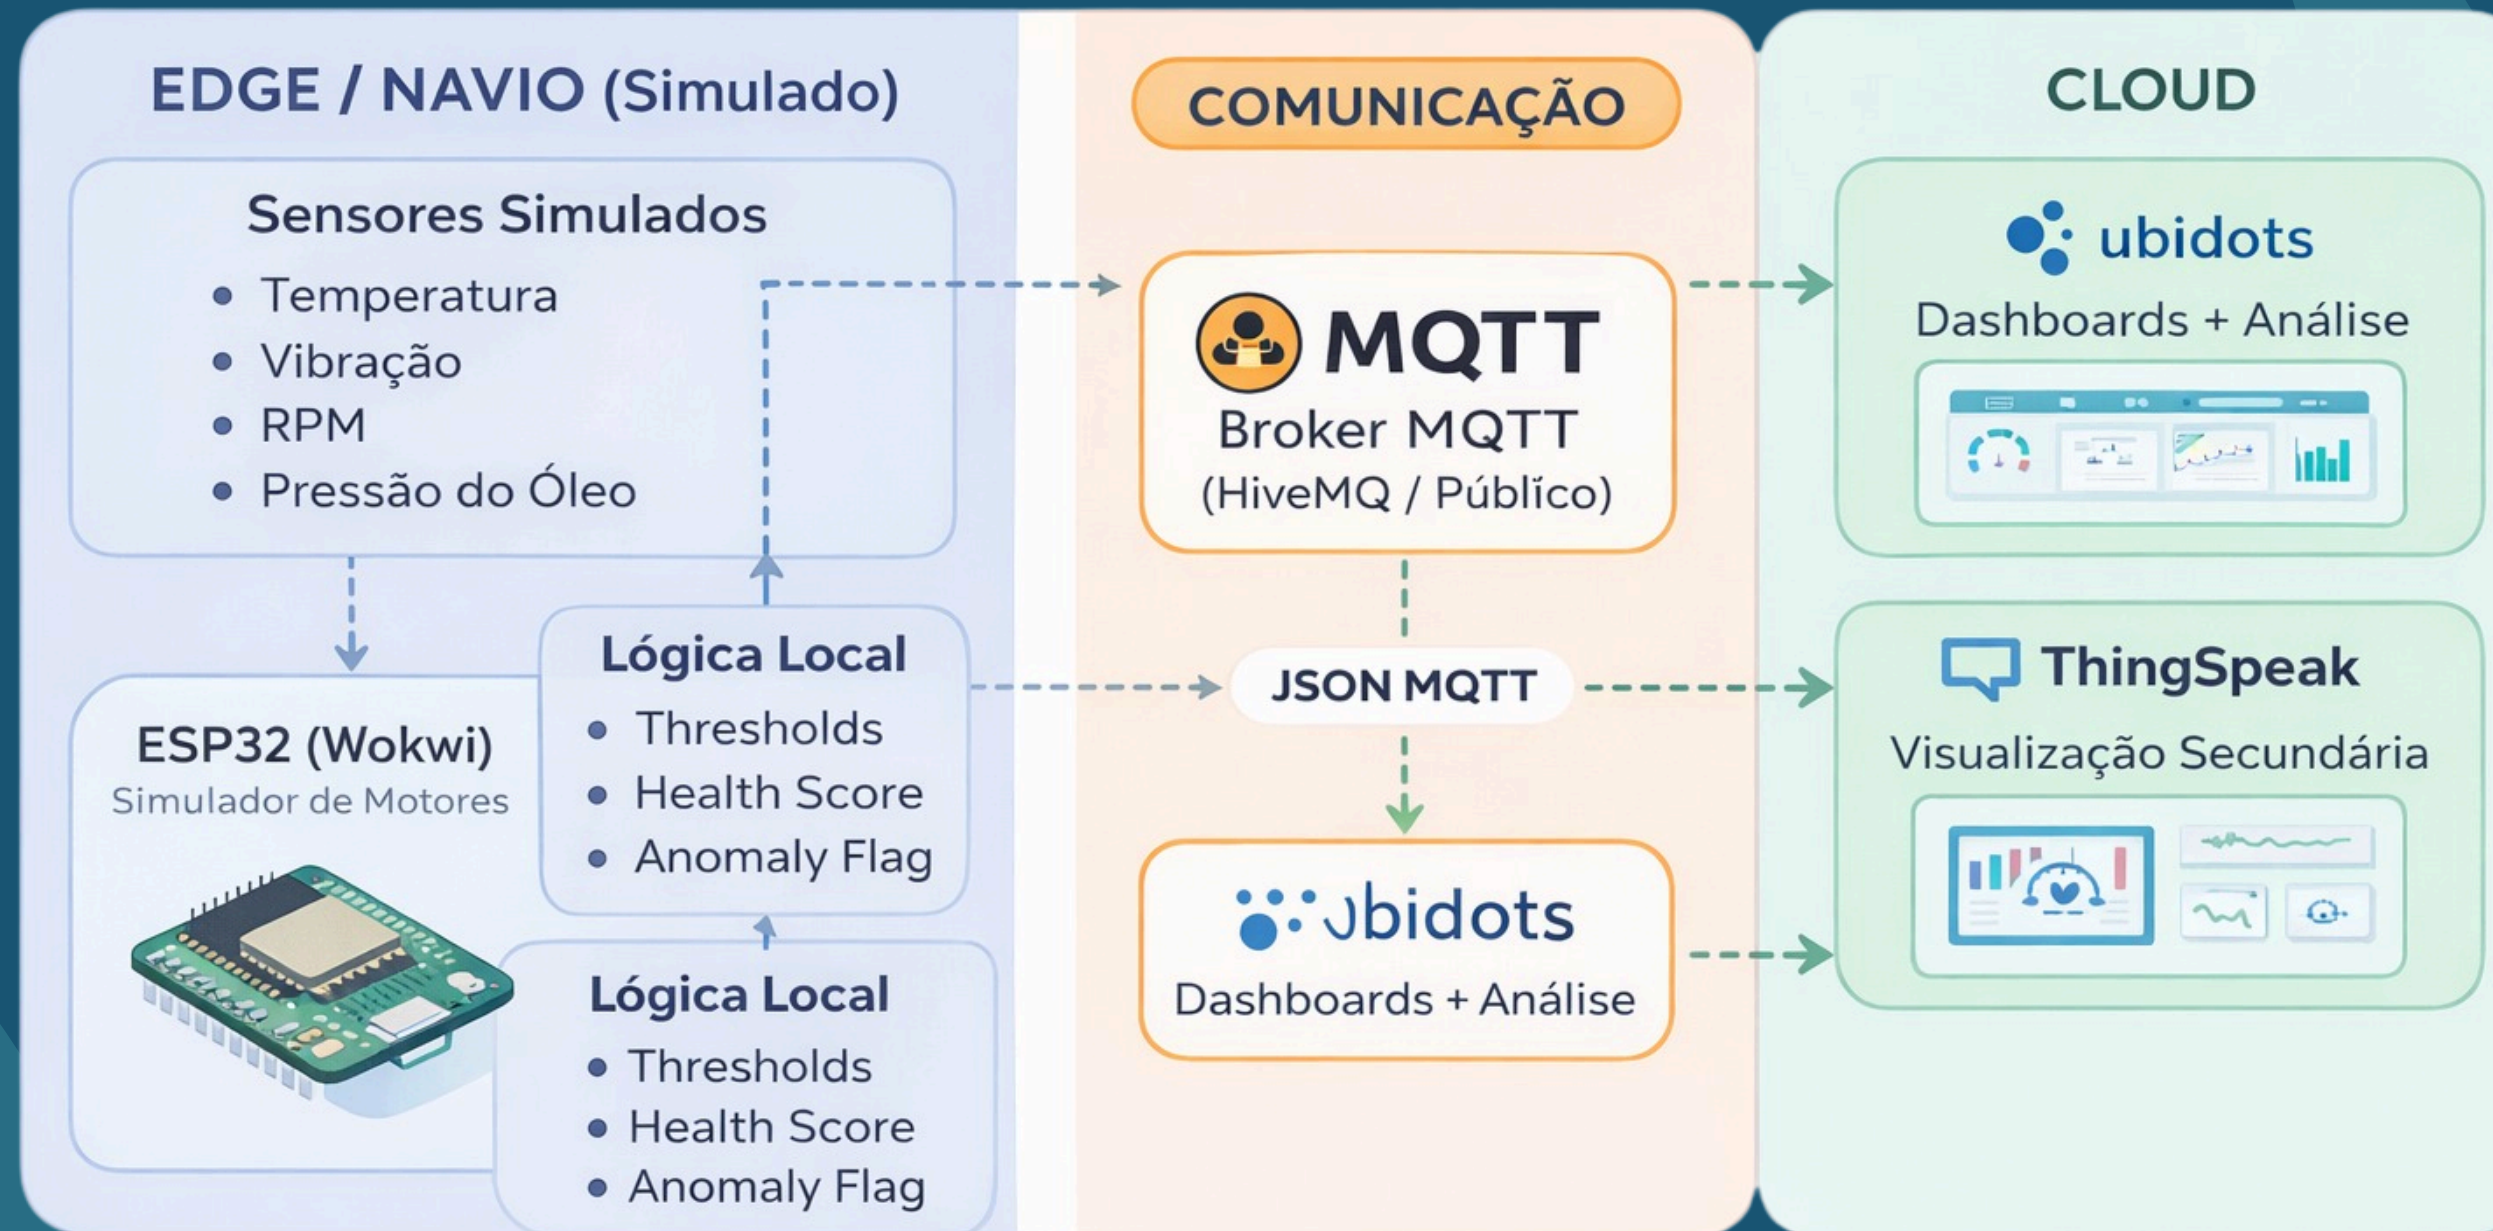 EDGE / NAVIO (Simulado)
Sensores Simulados
Temperatura
Vibração
RPM
Pressão do Óleo
ESP32 (Wokwi)
Simulador de Motores
Lógica Local
Thresholds
Health Score
Anomaly Flag
Lógica Local
Thresholds
Health Score
Anomaly Flag
COMUNICAÇÃO
MQTT
Broker MQTT
(HiveMQ / Público)
JSON MQTT
ubidots
Dashboards + Análise
CLOUD
ubidots
Dashboards + Análise
ThingSpeak
Visualização Secundária